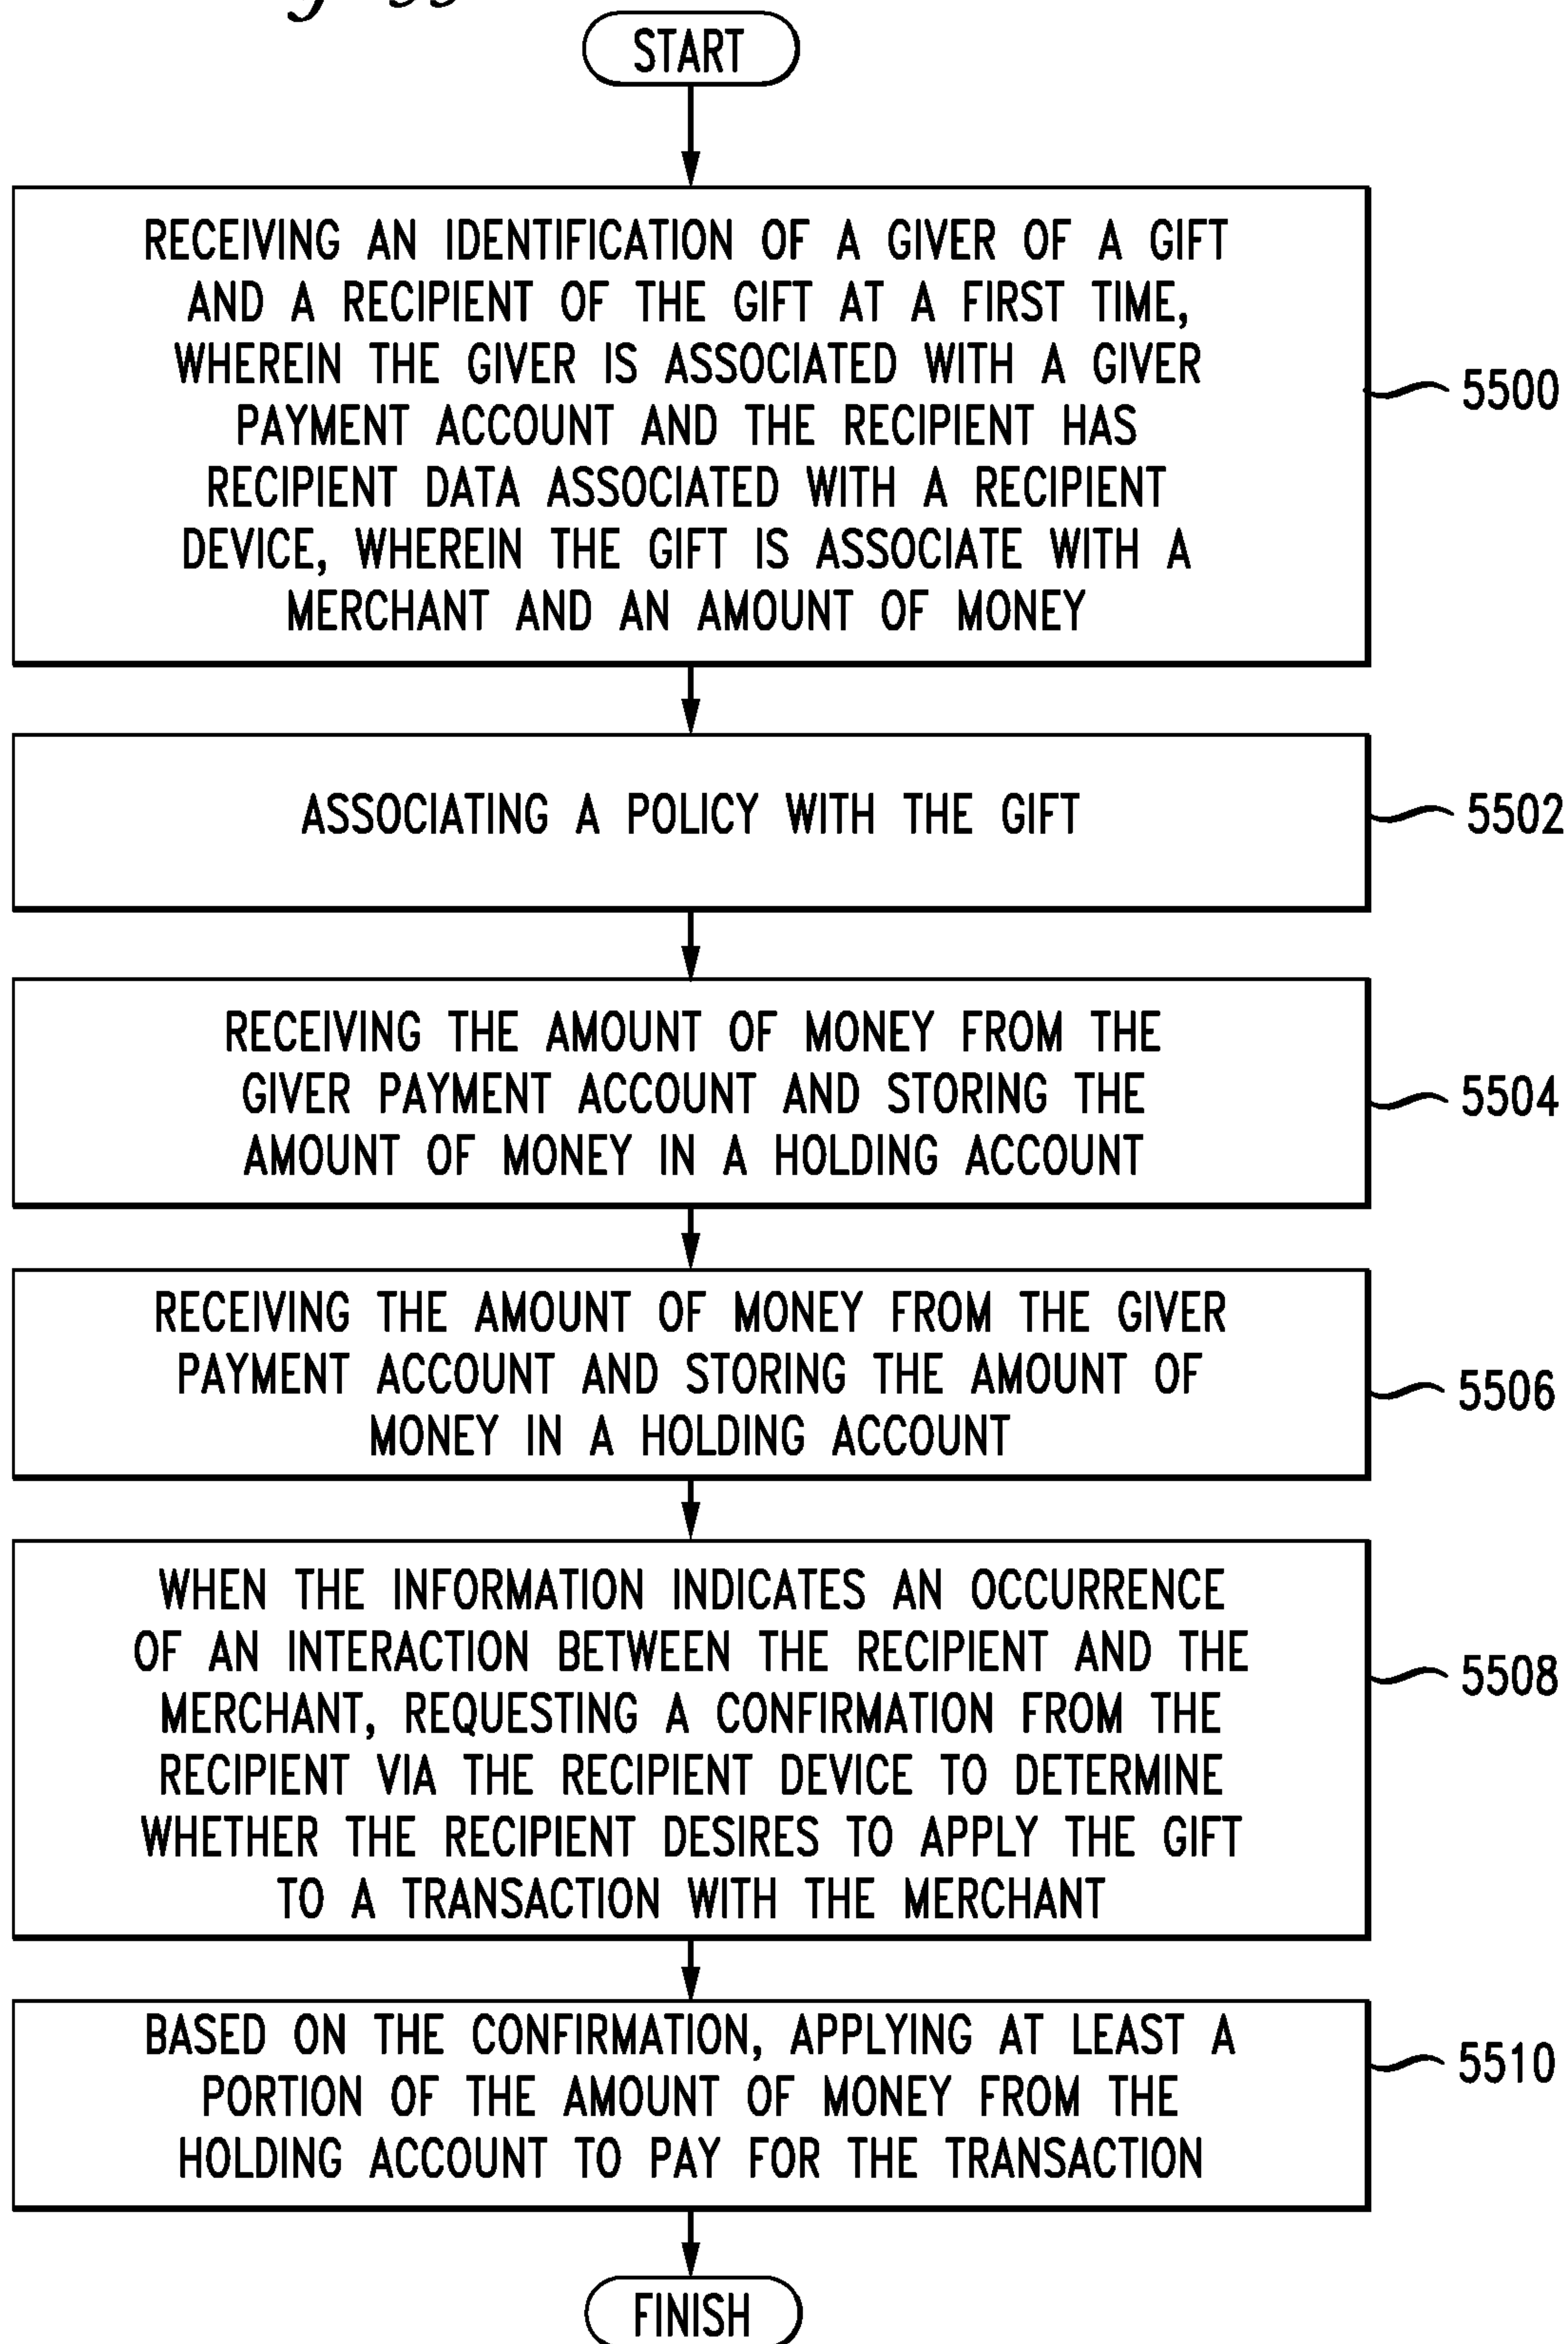 START
RECEIVING AN IDENTIFICATION OF A GIVER OF A GIFT
AND A RECIPIENT OF THE GIFT AT A FIRST TIME,
WHEREIN THE GIVER IS ASSOCIATED WITH A GIVER
PAYMENT ACCOUNT AND THE RECIPIENT HAS
RECIPIENT DATA ASSOCIATED WITH A RECIPIENT
DEVICE, WHEREIN THE GIFT IS ASSOCIATE WITH A
MERCHANT AND AN AMOUNT OF MONEY
5500
ASSOCIATING A POLICY WITH THE GIFT
5502
RECEIVING THE AMOUNT OF MONEY FROM THE
GIVER PAYMENT ACCOUNT AND STORING THE
AMOUNT OF MONEY IN A HOLDING ACCOUNT
5504
RECEIVING THE AMOUNT OF MONEY FROM THE GIVER
PAYMENT ACCOUNT AND STORING THE AMOUNT OF
MONEY IN A HOLDING ACCOUNT
5506
WHEN THE INFORMATION INDICATES AN OCCURRENCE
OF AN INTERACTION BETWEEN THE RECIPIENT AND THE
MERCHANT, REQUESTING A CONFIRMATION FROM THE
RECIPIENT VIA THE RECIPIENT DEVICE TO DETERMINE
WHETHER THE RECIPIENT DESIRES TO APPLY THE GIFT
TO A TRANSACTION WITH THE MERCHANT
5508
BASED ON THE CONFIRMATION, APPLYING AT LEAST A
PORTION OF THE AMOUNT OF MONEY FROM THE
HOLDING ACCOUNT TO PAY FOR THE TRANSACTION
5510
FINISH